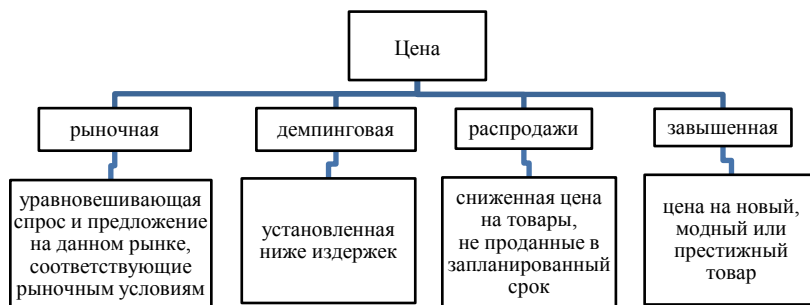 Цена
рыночная
демпинговая
распродажи
завышенная
уравновешивающая
спрос и предложение
на данном рынке,
соответствующие
рыночным условиям
установленная
ниже издержек
сниженная цена
на товары,
не проданные в
запланированный
срок
цена на новый,
модный или
престижный
товар